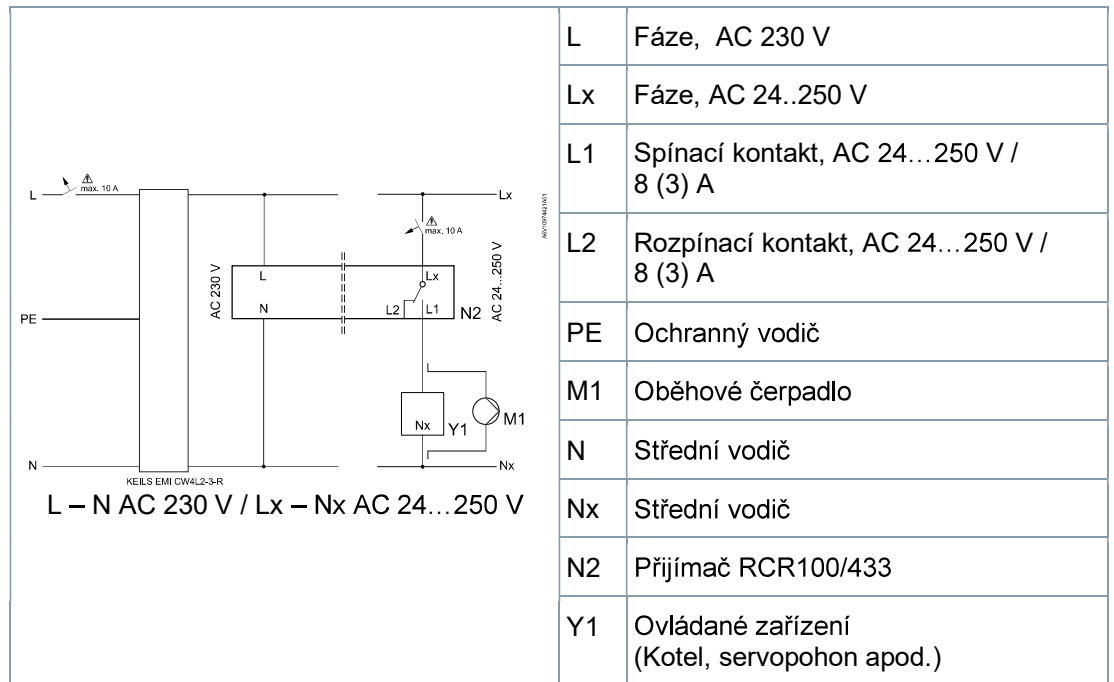 L
max. 10 A
Lx
max. 10 A
A6V10974421A01
AC 230 V
L
N
Lx
L2
L1
N2
AC 24...250 V
PE
Nx
Y1
M1
N
Nx
KEILS EMI CW4L2-3-R
L – N AC 230 V / Lx – Nx AC 24…250 V
L Fáze, AC 230 V
Lx Fáze, AC 24..250 V
L1 Spínací kontakt, AC 24…250 V /
8 (3) A
L2 Rozpínací kontakt, AC 24…250 V /
8 (3) A
PE Ochranný vodič
M1 Oběhové čerpadlo
N Střední vodič
Nx Střední vodič
N2 Přijímač RCR100/433
Y1 Ovládané zařízení
(Kotel, servopohon apod.)